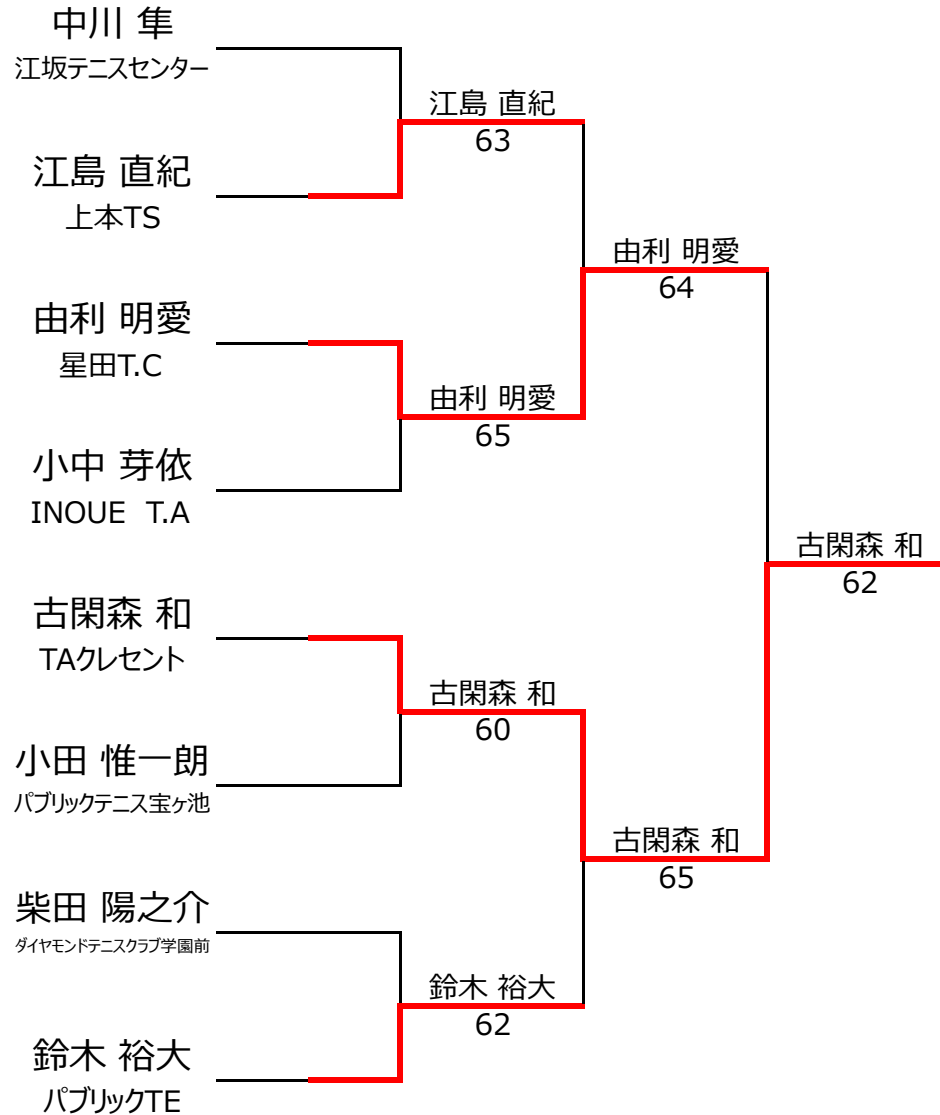 中川 隼
江坂テニスセンター
江島 直紀
63
江島 直紀
上本TS
由利 明愛
64
由利 明愛
星田T.C
由利 明愛
65
小中 芽依
INOUE T.A
古閑森 和
62
古閑森 和
TAクレセント
古閑森 和
60
小田 惟一朗
パブリックテニス宝ヶ池
古閑森 和
65
柴田 陽之介
ダイヤモンドテニスクラブ学園前
鈴木 裕大
62
鈴木 裕大
パブリックTE